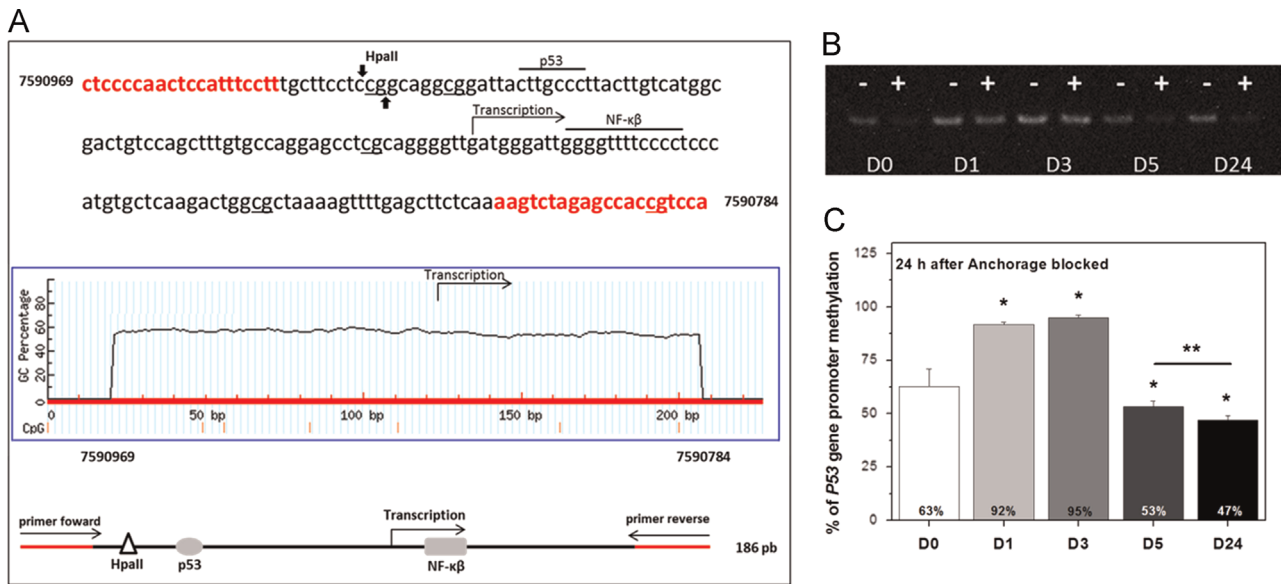 A
HpaII
p53
7590969 ctccccaactccatttcctttgcttcctccggcaggcggattacttgcccttacttgtcatggc
Transcription
NF-κβ
gactgtccagctttgtgccaggagcctcgcaggggttgatgggattggggttttcccctccc
atgtgctcaagactggcgctaaaagttttgagcttctcaaaagtctagagccaccgtcca 7590784
Transcription
GC Percentage
80
60
40
20
0
0 50 bp 100 bp 150 bp 200 bp
CpG
7590969 7590784
primer foward Transcription primer reverse
186 pb
HpaII p53 NF-κβ
B
- + - + - + - + - +
D0 D1 D3 D5 D24
C
% of P53 gene promoter methylation
24 h after Anchorage blocked
125
100
75
50
25
0
* * ** * *
63% 92% 95% 53% 47%
D0 D1 D3 D5 D24